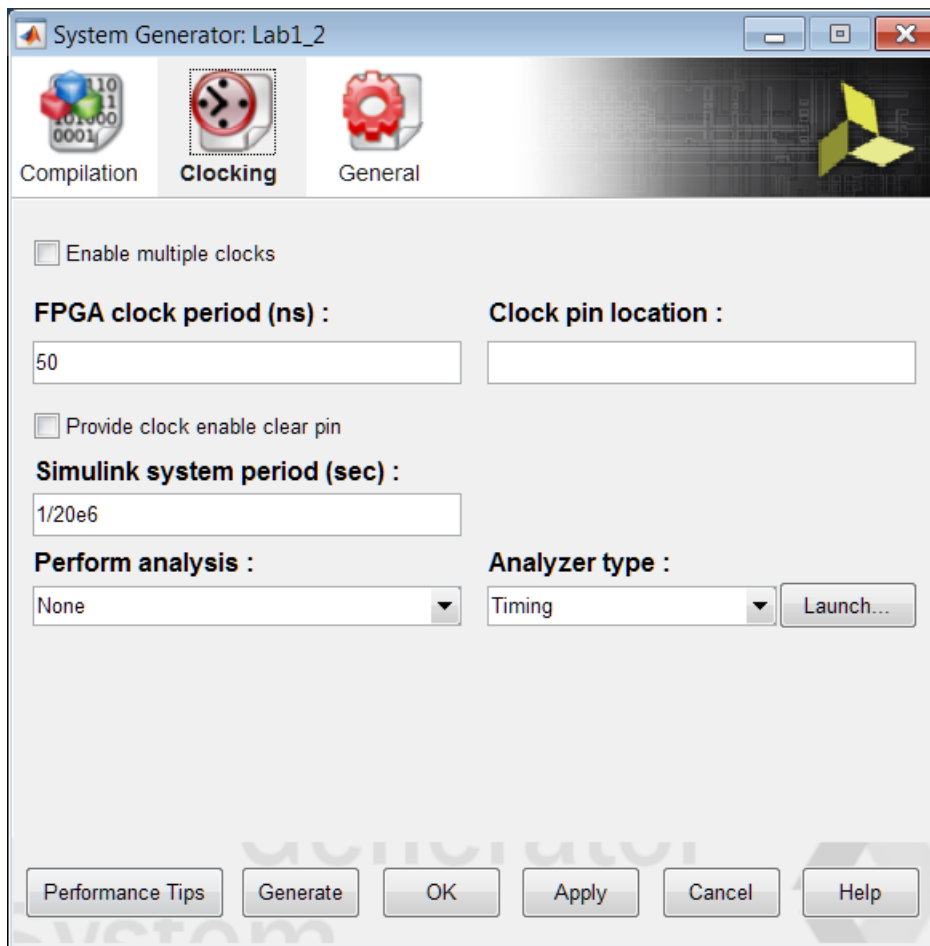 System Generator: Lab1_2
Compilation
Clocking
General
Enable multiple clocks
FPGA clock period (ns) :
Clock pin location :
50
Provide clock enable clear pin
Simulink system period (sec) :
1/20e6
Perform analysis :
Analyzer type :
None
Timing
Launch...
Generator
Performance Tips
Generate
OK
Apply
Cancel
Help
System